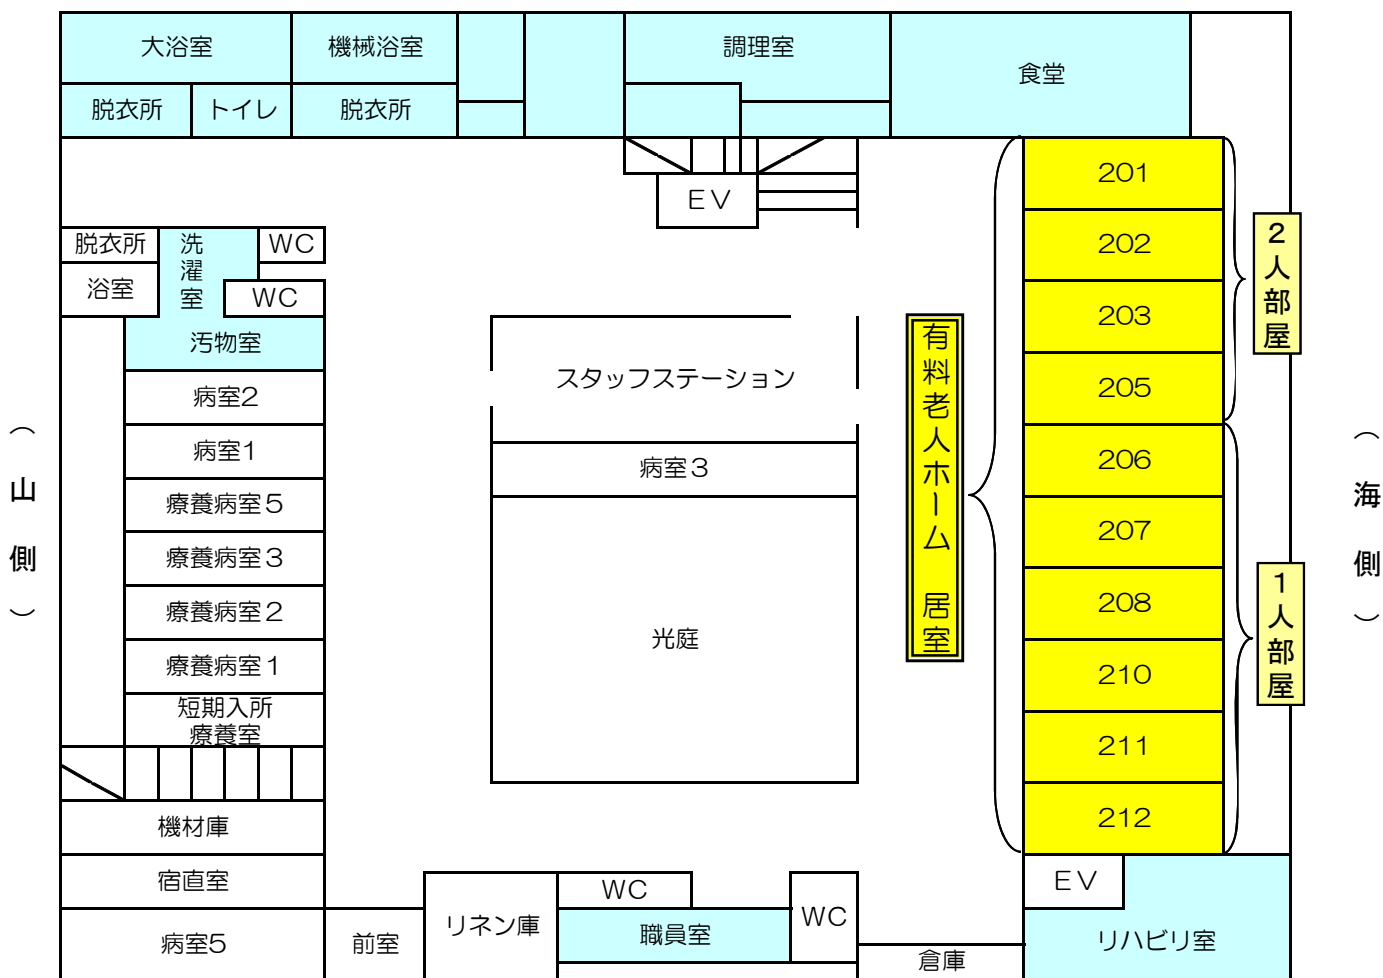 大浴室
機械浴室
調理室
食堂
脱衣所
トイレ
脱衣所
EV
201
202
203
205
206
207
208
210
211
212
2人部屋
1人部屋
有料老人ホーム 居室
脱衣所
洗濯室
WC
浴室
WC
汚物室
病室2
病室1
療養病室5
療養病室3
療養病室2
療養病室1
短期入所
療養室
スタッフステーション
病室3
光庭
(山側)
(海側)
機材庫
宿直室
病室5
前室
リネン庫
WC
職員室
WC
倉庫
EV
リハビリ室